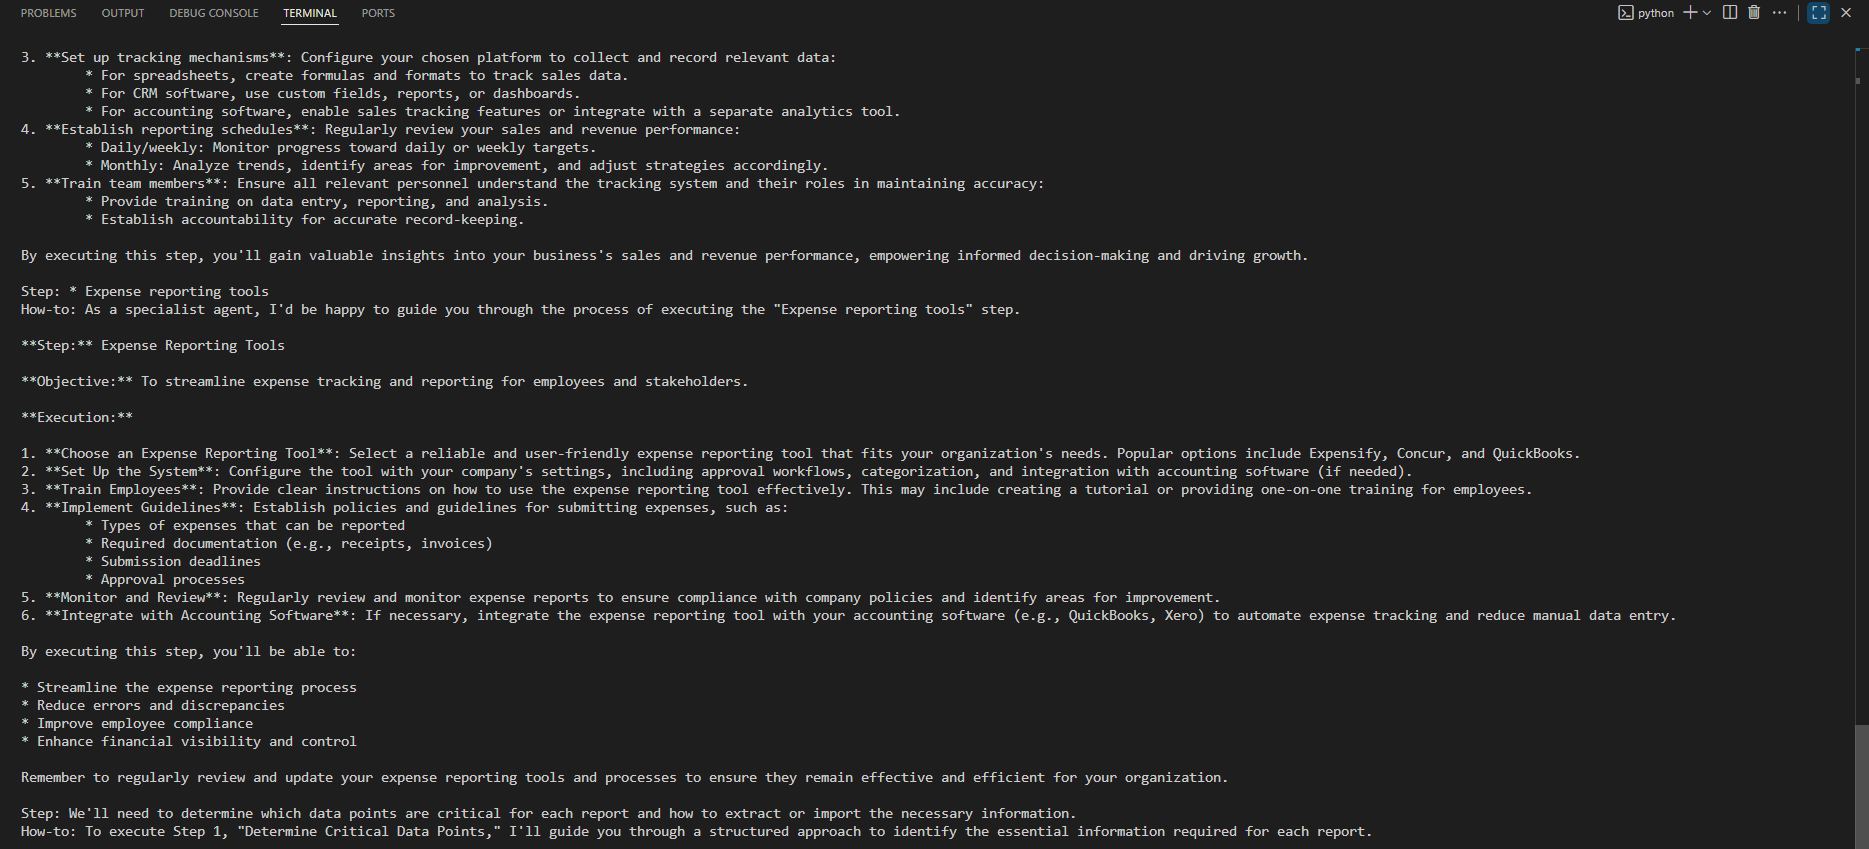 PROBLEMS OUTPUT DEBUG CONSOLE TERMINAL PORTS python
3. **Set up tracking mechanisms**: Configure your chosen platform to collect and record relevant data:
* For spreadsheets, create formulas and formats to track sales data.
* For CRM software, use custom fields, reports, or dashboards.
* For accounting software, enable sales tracking features or integrate with a separate analytics tool.
4. **Establish reporting schedules**: Regularly review your sales and revenue performance:
* Daily/weekly: Monitor progress toward daily or weekly targets.
* Monthly: Analyze trends, identify areas for improvement, and adjust strategies accordingly.
5. **Train team members**: Ensure all relevant personnel understand the tracking system and their roles in maintaining accuracy:
* Provide training on data entry, reporting, and analysis.
* Establish accountability for accurate record-keeping.
By executing this step, you'll gain valuable insights into your business's sales and revenue performance, empowering informed decision-making and driving growth.
Step: * Expense reporting tools
How-to: As a specialist agent, I'd be happy to guide you through the process of executing the "Expense reporting tools" step.
**Step:** Expense Reporting Tools
**Objective:** To streamline expense tracking and reporting for employees and stakeholders.
**Execution:**
1. **Choose an Expense Reporting Tool**: Select a reliable and user-friendly expense reporting tool that fits your organization's needs. Popular options include Expensify, Concur, and QuickBooks.
2. **Set Up the System**: Configure the tool with your company's settings, including approval workflows, categorization, and integration with accounting software (if needed).
3. **Train Employees**: Provide clear instructions on how to use the expense reporting tool effectively. This may include creating a tutorial or providing one-on-one training for employees.
4. **Implement Guidelines**: Establish policies and guidelines for submitting expenses, such as:
* Types of expenses that can be reported
* Required documentation (e.g., receipts, invoices)
* Submission deadlines
* Approval processes
5. **Monitor and Review**: Regularly review and monitor expense reports to ensure compliance with company policies and identify areas for improvement.
6. **Integrate with Accounting Software**: If necessary, integrate the expense reporting tool with your accounting software (e.g., QuickBooks, Xero) to automate expense tracking and reduce manual data entry.
By executing this step, you'll be able to:
* Streamline the expense reporting process
* Reduce errors and discrepancies
* Improve employee compliance
* Enhance financial visibility and control
Remember to regularly review and update your expense reporting tools and processes to ensure they remain effective and efficient for your organization.
Step: We'll need to determine which data points are critical for each report and how to extract or import the necessary information.
How-to: To execute Step 1, "Determine Critical Data Points," I'll guide you through a structured approach to identify the essential information required for each report.